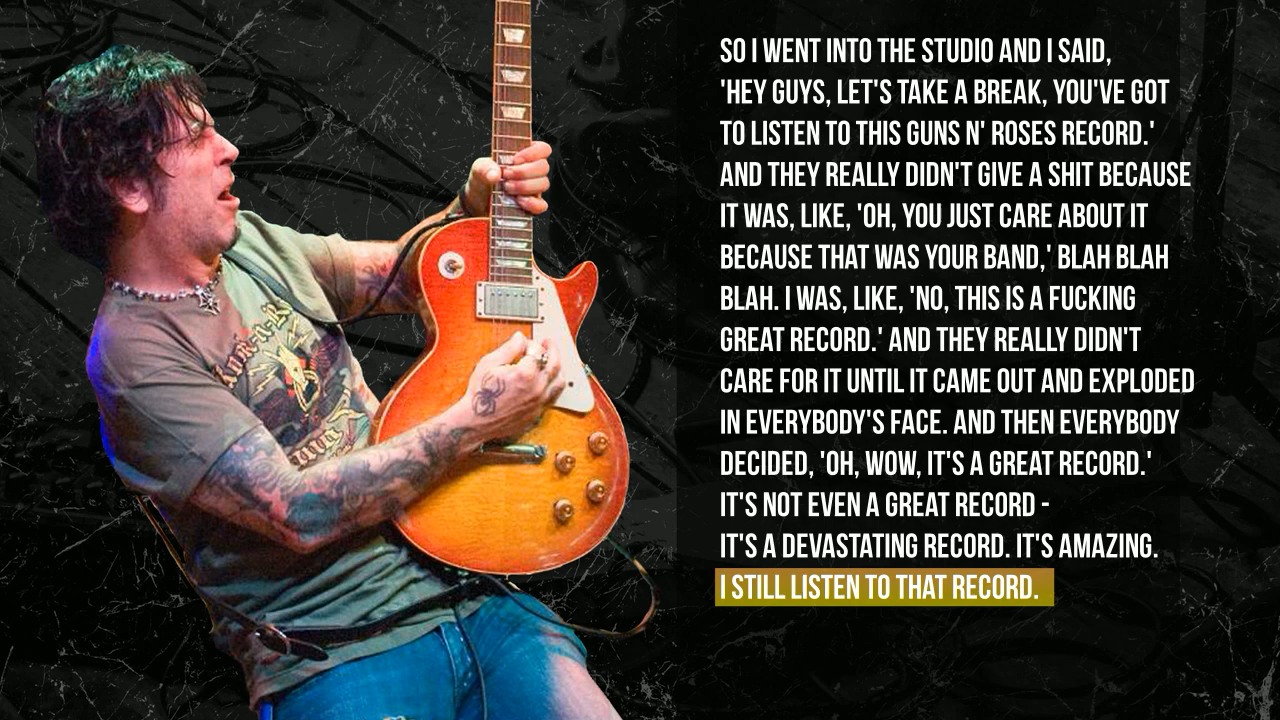 SO I WENT INTO THE STUDIO AND I SAID,
'HEY GUYS, LET'S TAKE A BREAK, YOU'VE GOT
TO LISTEN TO THIS GUNS N' ROSES RECORD.'
AND THEY REALLY DIDN'T GIVE A SHIT BECAUSE
IT WAS, LIKE, 'OH, YOU JUST CARE ABOUT IT
BECAUSE THAT WAS YOUR BAND,' BLAH BLAH
BLAH. I WAS, LIKE, 'NO, THIS IS A FUCKING
GREAT RECORD.' AND THEY REALLY DIDN'T
CARE FOR IT UNTIL IT CAME OUT AND EXPLODED
IN EVERYBODY'S FACE. AND THEN EVERYBODY
DECIDED, 'OH, WOW, IT'S A GREAT RECORD.'
IT'S NOT EVEN A GREAT RECORD -
IT'S A DEVASTATING RECORD. IT'S AMAZING.
I STILL LISTEN TO THAT RECORD.